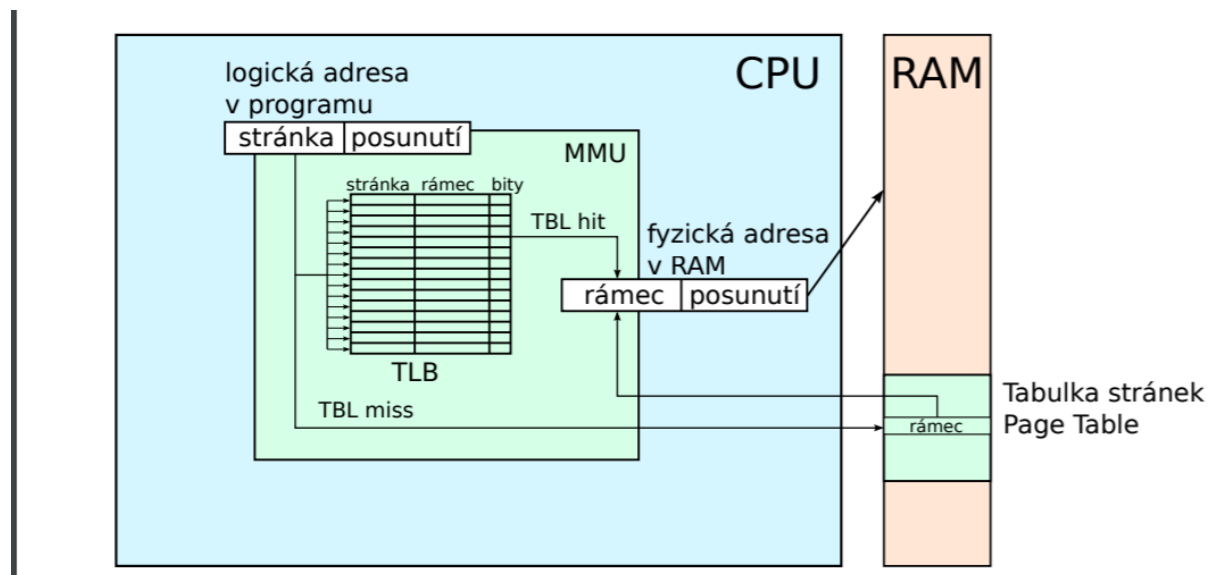 CPU
RAM
logická adresa
v programu
stránka posunutí
MMU
stránka rámec bity
TBL hit
fyzická adresa
v RAM
rámec posunutí
TLB
TBL miss
Tabulka stránek
rámec
Page Table